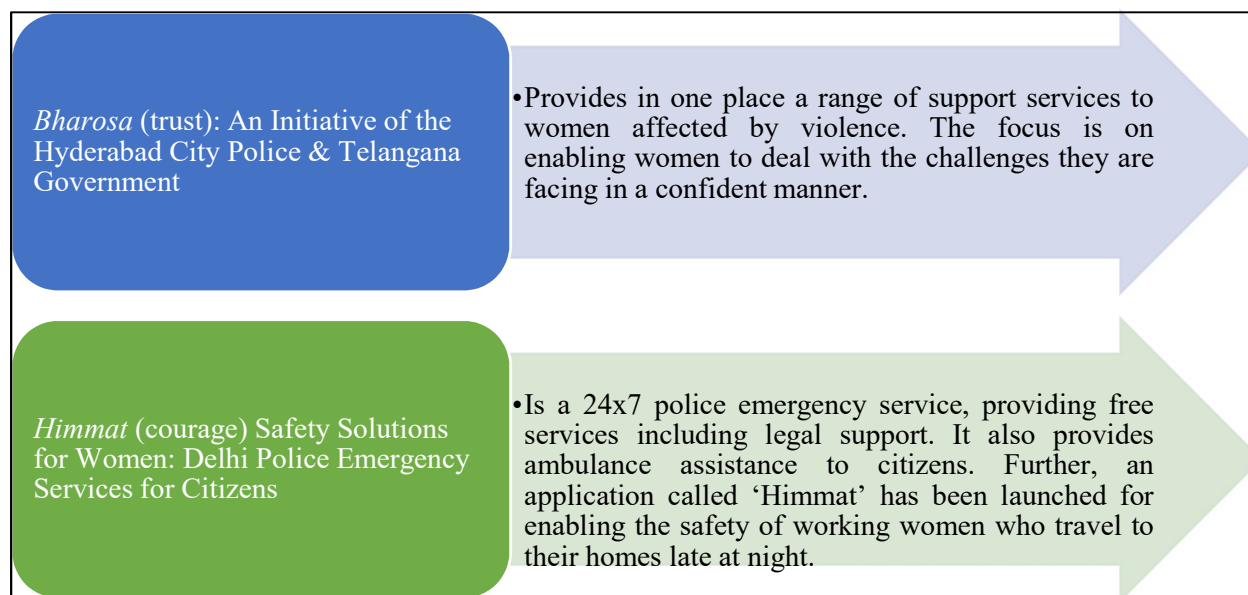 Bharosa (trust): An Initiative of the
Hyderabad City Police & Telangana
Government
•Provides in one place a range of support services to
women affected by violence. The focus is on
enabling women to deal with the challenges they are
facing in a confident manner.
Himmat (courage) Safety Solutions
for Women: Delhi Police Emergency
Services for Citizens
•Is a 24x7 police emergency service, providing free
services including legal support. It also provides
ambulance assistance to citizens. Further, an
application called ‘Himmat’ has been launched for
enabling the safety of working women who travel to
their homes late at night.